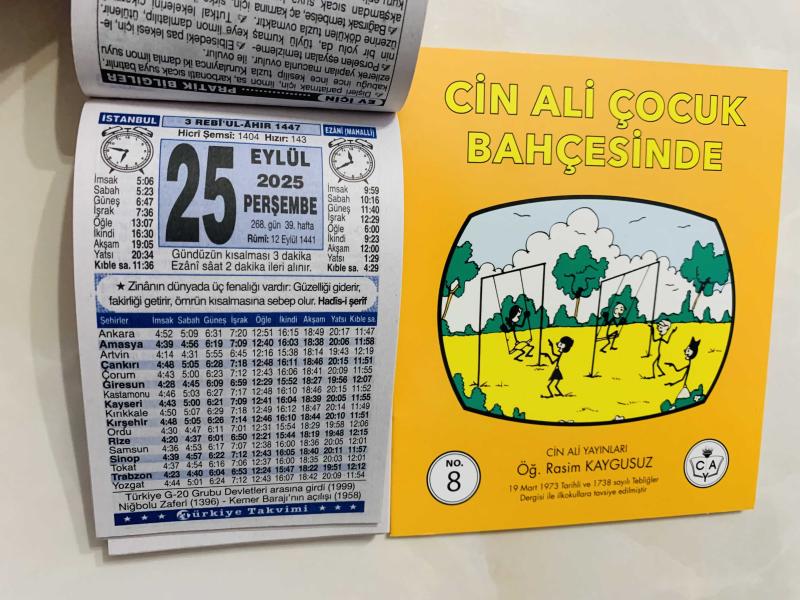 EV İÇİN ............ PRATİK BİLGİLER
İSTANBUL
3 REBÎ'UL-ÂHIR 1447
Hicrî Şemsî: 1404 Hızır: 143
EZÂNÎ (MAHALLÎ)
25
EYLÜL
2025
PERŞEMBE
268. gün 39. hafta
Rûmî: 12 Eylül 1441
İmsak 5:06
Sabah 5:23
Güneş 6:47
İşrak 7:36
Öğle 13:07
İkindi 16:30
Akşam 19:05
Yatsı 20:34
Kıble sa. 11:36
İmsak 9:59
Sabah 10:16
Güneş 11:40
İşrak 12:29
Öğle 6:00
İkindi 9:23
Akşam 12:00
Yatsı 1:29
Kıble sa. 4:29
Gündüzün kısalması 3 dakika
Ezânî sâat 2 dakika ileri alınır.
★ Zinânın dünyada üç fenalığı vardır: Güzelliği giderir,
fakirliği getirir, ömrün kısalmasına sebep olur. Hadîs-i şerîf
Şehirler İmsak Sabah Güneş İşrak Öğle İkindi Akşam Yatsı Kıble sa.
Ankara 4:52 5:09 6:31 7:20 12:51 16:15 18:49 20:17 11:47
Amasya 4:39 4:56 6:19 7:09 12:40 16:03 18:38 20:06 11:58
Artvin 4:14 4:31 5:55 6:45 12:16 15:38 18:14 19:43 12:19
Çankırı 4:48 5:05 6:28 7:18 12:48 16:11 18:46 20:15 11:51
Çorum 4:43 5:00 6:23 7:12 12:43 16:06 18:41 20:09 11:55
Giresun 4:28 4:45 6:09 6:59 12:29 15:52 18:27 19:56 12:07
Kastamonu 4:46 5:03 6:27 7:17 12:48 16:10 18:46 20:15 11:52
Kayseri 4:43 5:00 6:21 7:09 12:41 16:04 18:39 20:05 11:55
Kırıkkale 4:50 5:07 6:29 7:18 12:49 16:12 18:47 20:14 11:49
Kırşehir 4:48 5:05 6:26 7:14 12:46 16:10 18:44 20:10 11:51
Ordu 4:30 4:47 6:11 7:01 12:31 15:54 18:29 19:58 12:06
Rize 4:20 4:37 6:01 6:50 12:21 15:44 18:19 19:48 12:15
Samsun 4:36 4:53 6:17 7:07 12:38 16:00 18:36 20:05 12:01
Sinop 4:39 4:57 6:22 7:12 12:43 16:05 18:40 20:11 11:57
Tokat 4:37 4:54 6:16 7:06 12:37 16:00 18:35 20:03 12:01
Trabzon 4:23 4:40 6:04 6:53 12:24 15:47 18:22 19:51 12:12
Yozgat 4:44 5:01 6:24 7:12 12:43 16:07 18:42 20:09 11:54
Türkiye G-20 Grubu Devletleri arasına girdi (1999)
Niğbolu Zaferi (1396) - Kemer Barajı'nın açılışı (1958)
★ ★ ★ Türkiye Takvimi ★ ★ ★
CİN ALİ ÇOCUK
BAHÇESİNDE
NO.
8
CİN ALİ YAYINLARI
Öğ. Rasim KAYGUSUZ
19 Mart 1973 Tarihli ve 1738 sayılı Tebliğler
Dergisi ile ilkokullara tavsiye edilmiştir
C A
Y